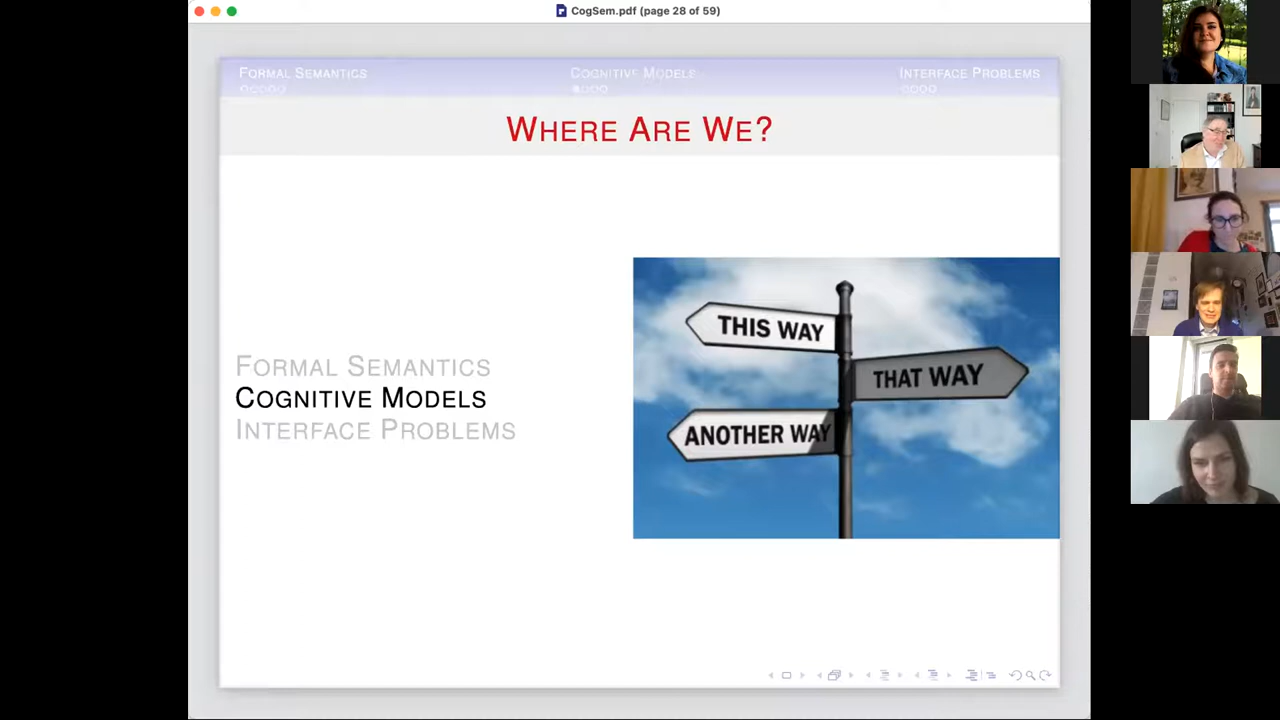 CogSem.pdf (page 28 of 59)
FORMAL SEMANTICS
COGNITIVE MODELS
INTERFACE PROBLEMS
WHERE ARE WE?
FORMAL SEMANTICS
COGNITIVE MODELS
INTERFACE PROBLEMS
THIS WAY
THAT WAY
ANOTHER WAY